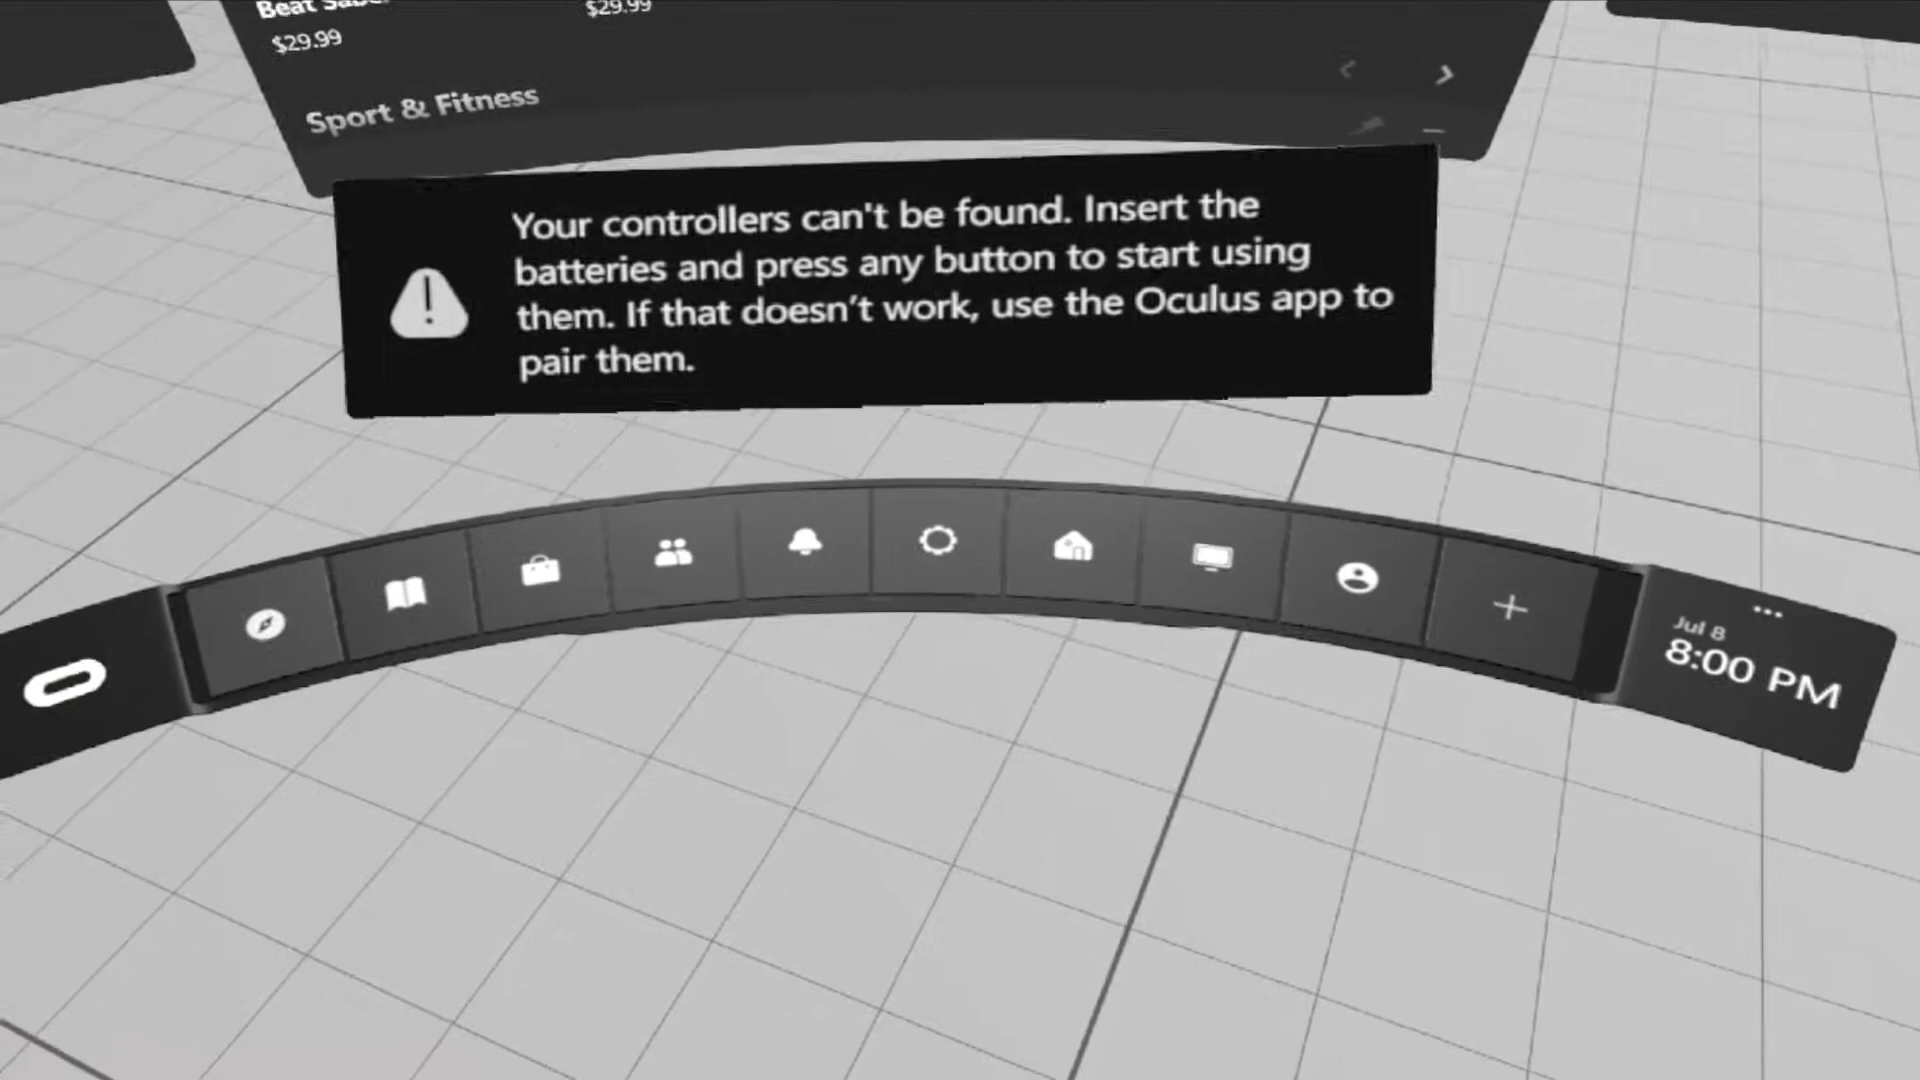 Beat Saber
$29.99
$29.99
Sport & Fitness
Your controllers can't be found. Insert the
batteries and press any button to start using
them. If that doesn’t work, use the Oculus app to
pair them.
Jul 8
8:00 PM